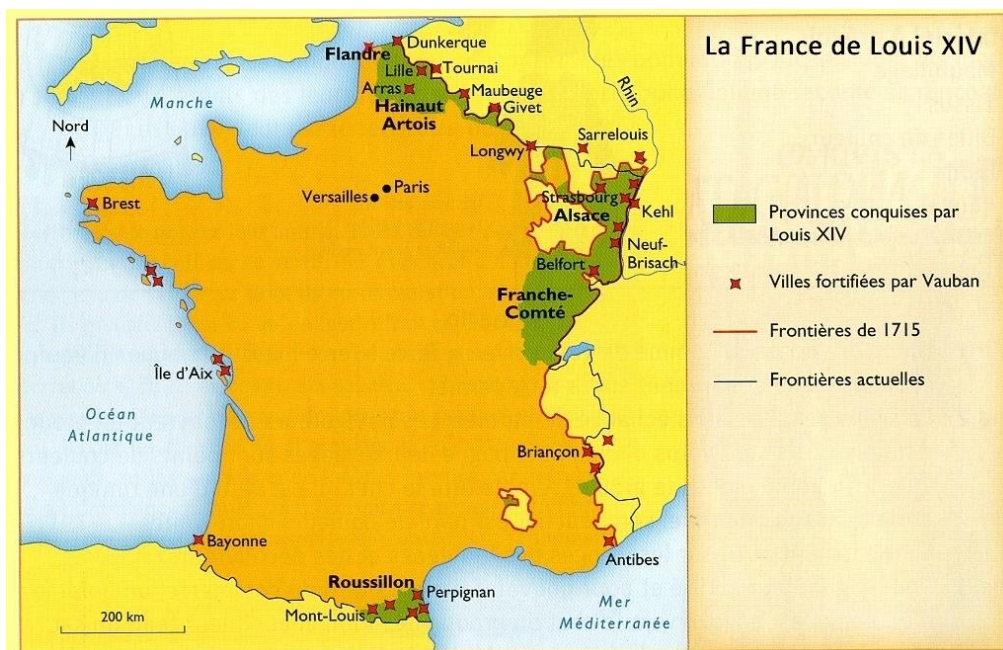 La France de Louis XIV
Dunkerque
Flandre
Lille
Tournai
Arras
Maubeuge
Hainaut
Artois
Givet
Manche
Nord
Rhin
Longwy
Sarrelouis
Paris
Versailles
Strasbourg
Alsace
Kehl
Brest
Neuf-
Brisach
Belfort
Franche-
Comté
Île d'Aix
Océan
Atlantique
Briançon
Bayonne
Antibes
Roussillon
Perpignan
Mont-Louis
Mer
Méditerranée
200 km
Provinces conquises par
Louis XIV
Villes fortifiées par Vauban
Frontières de 1715
Frontières actuelles